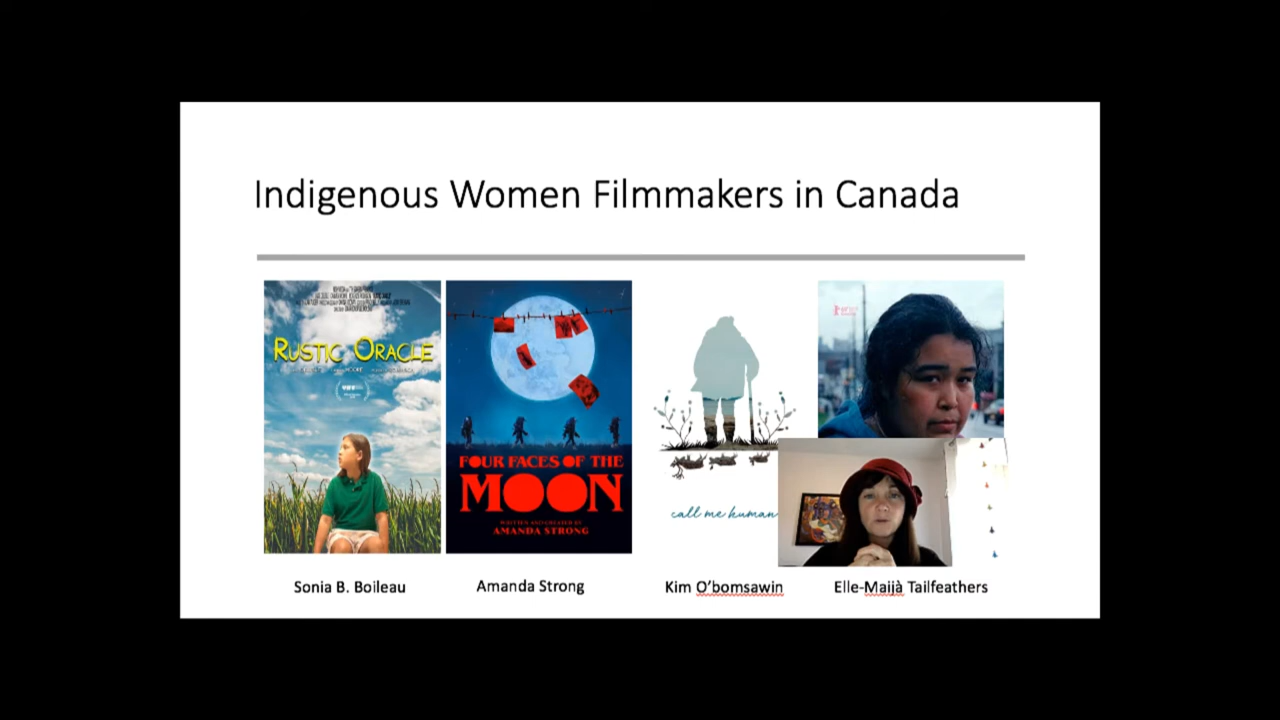 Indigenous Women Filmmakers in Canada
RUSTIC ORACLE
FOUR FACES OF THE
MOON
WRITTEN AND CREATED BY
AMANDA STRONG
call me human
Sonia B. Boileau
Amanda Strong
Kim O'bomsawin
Elle-Maijà Tailfeathers